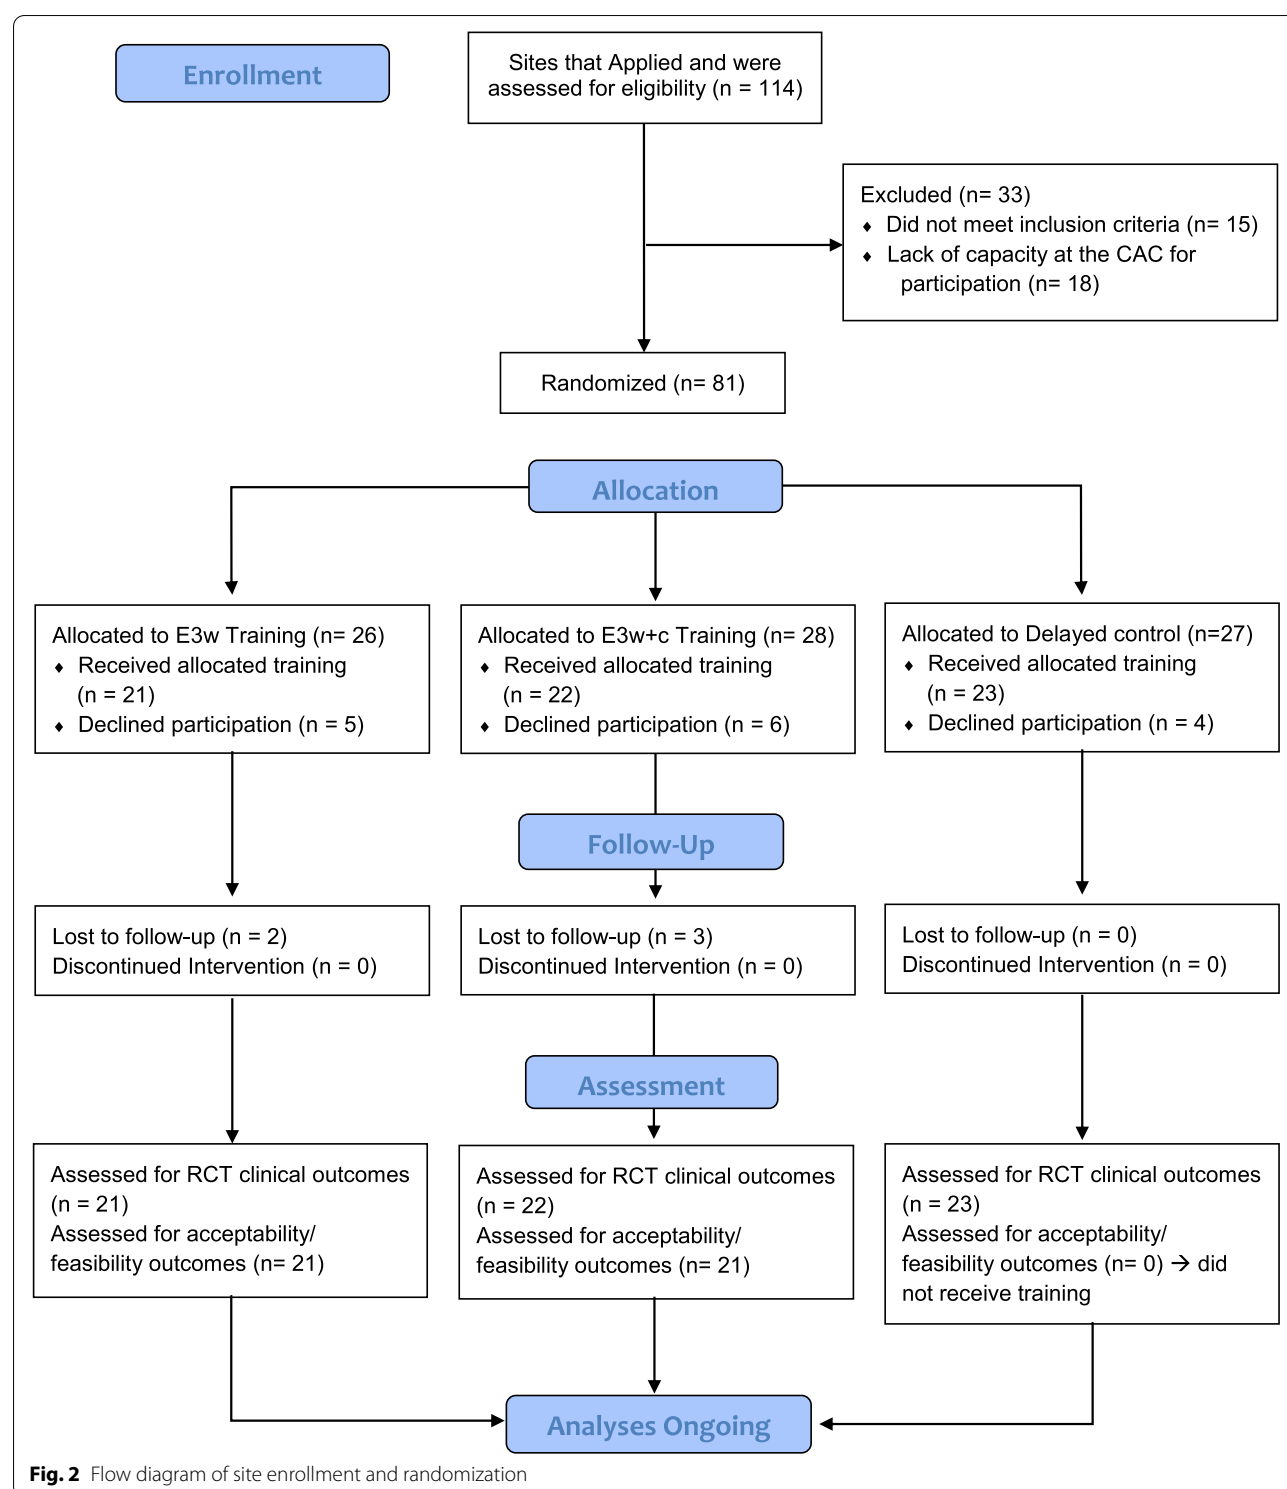 Enrollment
Sites that Applied and were
assessed for eligibility (n = 114)
Excluded (n= 33)
♦ Did not meet inclusion criteria (n= 15)
♦ Lack of capacity at the CAC for
participation (n= 18)
Randomized (n= 81)
Allocation
Allocated to E3w Training (n= 26)
♦ Received allocated training
(n = 21)
♦ Declined participation (n = 5)
Allocated to E3w+c Training (n= 28)
♦ Received allocated training
(n = 22)
♦ Declined participation (n = 6)
Allocated to Delayed control (n=27)
♦ Received allocated training
(n = 23)
♦ Declined participation (n = 4)
Follow-Up
Lost to follow-up (n = 2)
Discontinued Intervention (n = 0)
Lost to follow-up (n = 3)
Discontinued Intervention (n = 0)
Lost to follow-up (n = 0)
Discontinued Intervention (n = 0)
Assessment
Assessed for RCT clinical outcomes
(n = 21)
Assessed for acceptability/
feasibility outcomes (n= 21)
Assessed for RCT clinical outcomes
(n = 22)
Assessed for acceptability/
feasibility outcomes (n= 21)
Assessed for RCT clinical outcomes
(n = 23)
Assessed for acceptability/
feasibility outcomes (n= 0) → did
not receive training
Analyses Ongoing
Fig. 2 Flow diagram of site enrollment and randomization